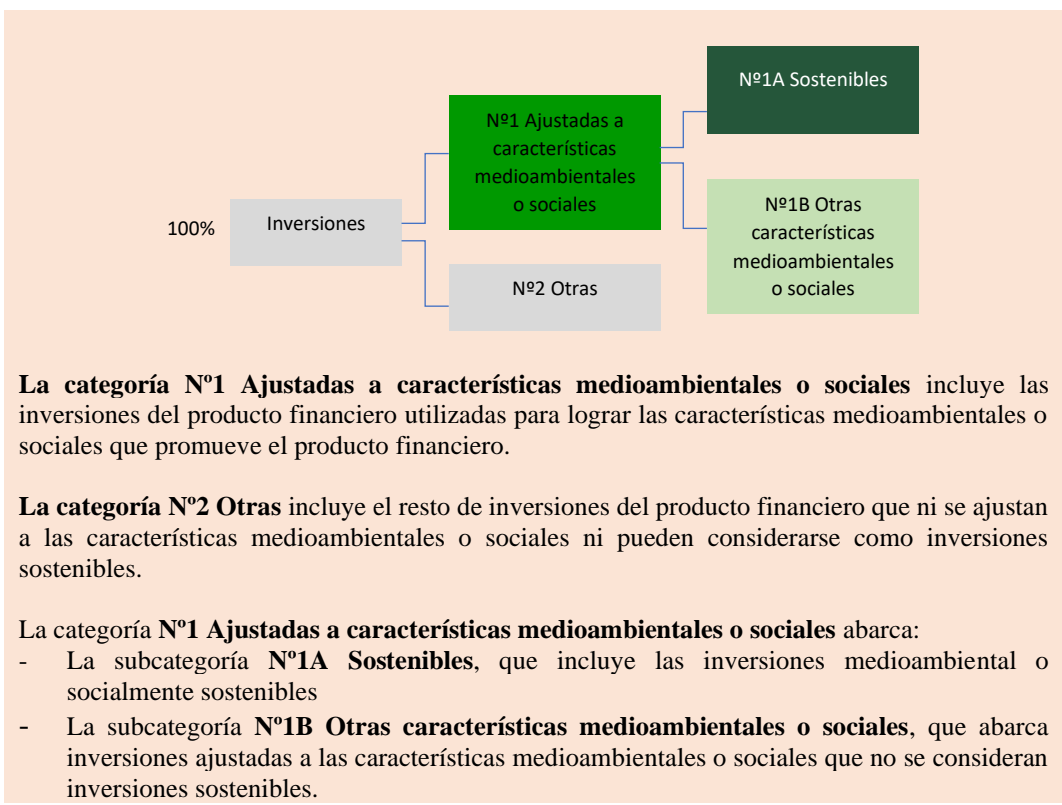 Nº1A Sostenibles
Nº1 Ajustadas a
características
medioambientales
o sociales
Nº1B Otras
características
medioambientales
o sociales
100%
Inversiones
Nº2 Otras
La categoría Nº1 Ajustadas a características medioambientales o sociales incluye las
inversiones del producto financiero utilizadas para lograr las características medioambientales o
sociales que promueve el producto financiero.
La categoría Nº2 Otras incluye el resto de inversiones del producto financiero que ni se ajustan
a las características medioambientales o sociales ni pueden considerarse como inversiones
sostenibles.
La categoría Nº1 Ajustadas a características medioambientales o sociales abarca:
- La subcategoría Nº1A Sostenibles, que incluye las inversiones medioambiental o
socialmente sostenibles
- La subcategoría Nº1B Otras características medioambientales o sociales, que abarca
inversiones ajustadas a las características medioambientales o sociales que no se consideran
inversiones sostenibles.